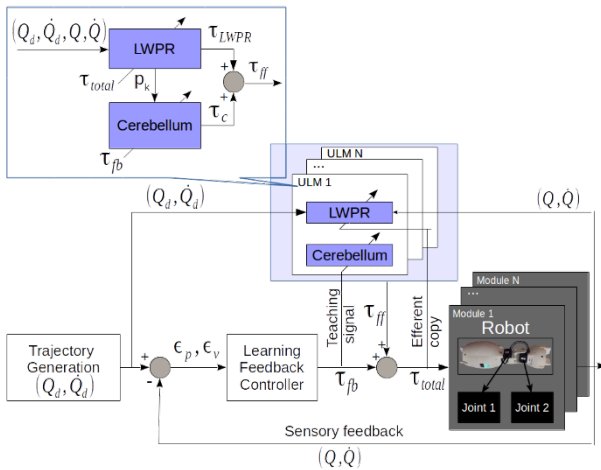 (Q_d, Q̇_d, Q, Q̇)
LWPR
τ_LWPR
+
τ_ff
τ_total
p_k
+
Cerebellum
τ_c
τ_fb
ULM N
...
ULM 1
(Q_d, Q̇_d)
LWPR
(Q, Q̇)
Cerebellum
Teaching signal
τ_ff
Efferent copy
Module N
...
Module 1
Robot
Trajectory
Generation
(Q_d, Q̇_d)
+
-
ϵ_p, ϵ_v
Learning
Feedback
Controller
τ_fb
+
+
τ_total
Joint 1
Joint 2
Sensory feedback
(Q, Q̇)